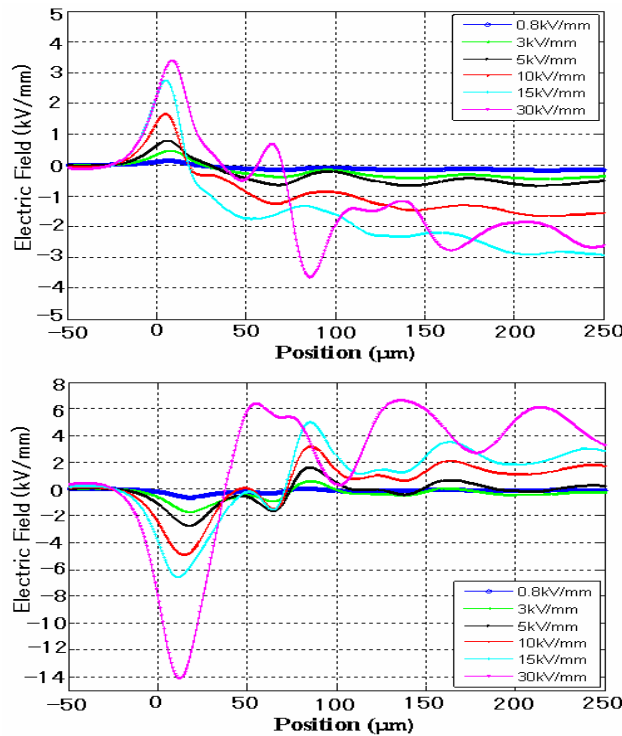 5
4
3
2
1
0
−1
−2
−3
−4
−5
Electric Field (kV/mm)
0.8kV/mm
3kV/mm
5kV/mm
10kV/mm
15kV/mm
30kV/mm
−50 0 50 100 150 200 250
Position (μm)
8
6
4
2
0
−2
−4
−6
−8
−10
−12
−14
Electric Field (kV/mm)
0.8kV/mm
3kV/mm
5kV/mm
10kV/mm
15kV/mm
30kV/mm
−50 0 50 100 150 200 250
Position (μm)